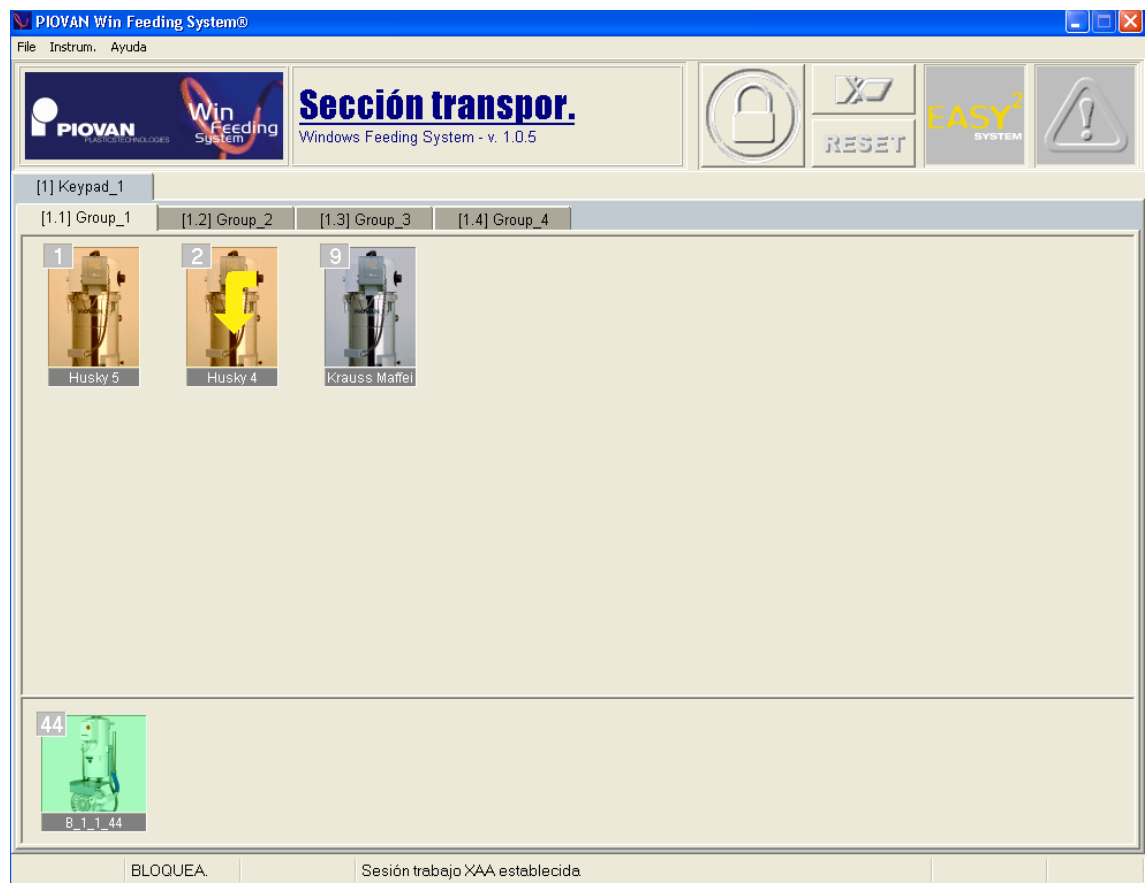 PIOVAN Win Feeding System®
File Instrum. Ayuda
PIOVAN
PLASTICSTECHNOLOGIES
Win
Feeding
System
Sección transpor.
Windows Feeding System - v. 1.0.5
RESET
EASY²
SYSTEM
[1] Keypad_1
[1.1] Group_1 [1.2] Group_2 [1.3] Group_3 [1.4] Group_4
1 2 9
Husky 5 Husky 4 Krauss Maffei
44
B_1_1_44
BLOQUEA. Sesión trabajo XAA establecida